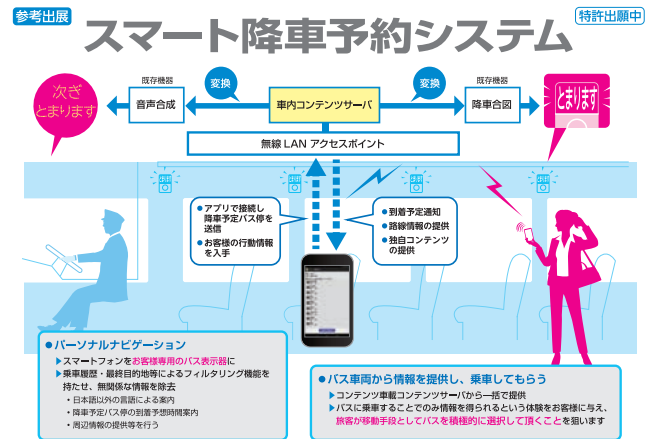 参考出展
特許出願中
スマート降車予約システム
次ぎ
とまります
既存機器
音声合成
変換
車内コンテンツサーバ
変換
既存機器
降車合図
とまります
無線LANアクセスポイント
●アプリで接続し
降車予定バス停を
送信
●お客様の行動情報
を入手
●到着予定通知
●路線情報の提供
●独自コンテンツ
の提供
●パーソナルナビゲーション
▶スマートフォンをお客様専用のバス表示器に
▶乗車履歴・最終目的地等によるフィルタリング機能を
持たせ、無関係な情報を除去
・日本語以外の言語による案内
・降車予定バス停の到着予想時間案内
・周辺情報の提供等を行う
●バス車両から情報を提供し、乗車してもらう
▶コンテンツ車載コンテンツサーバから一括で提供
▶バスに乗車することでのみ情報を得られるという体験をお客様に与え、
旅客が移動手段としてバスを積極的に選択して頂くことを狙います